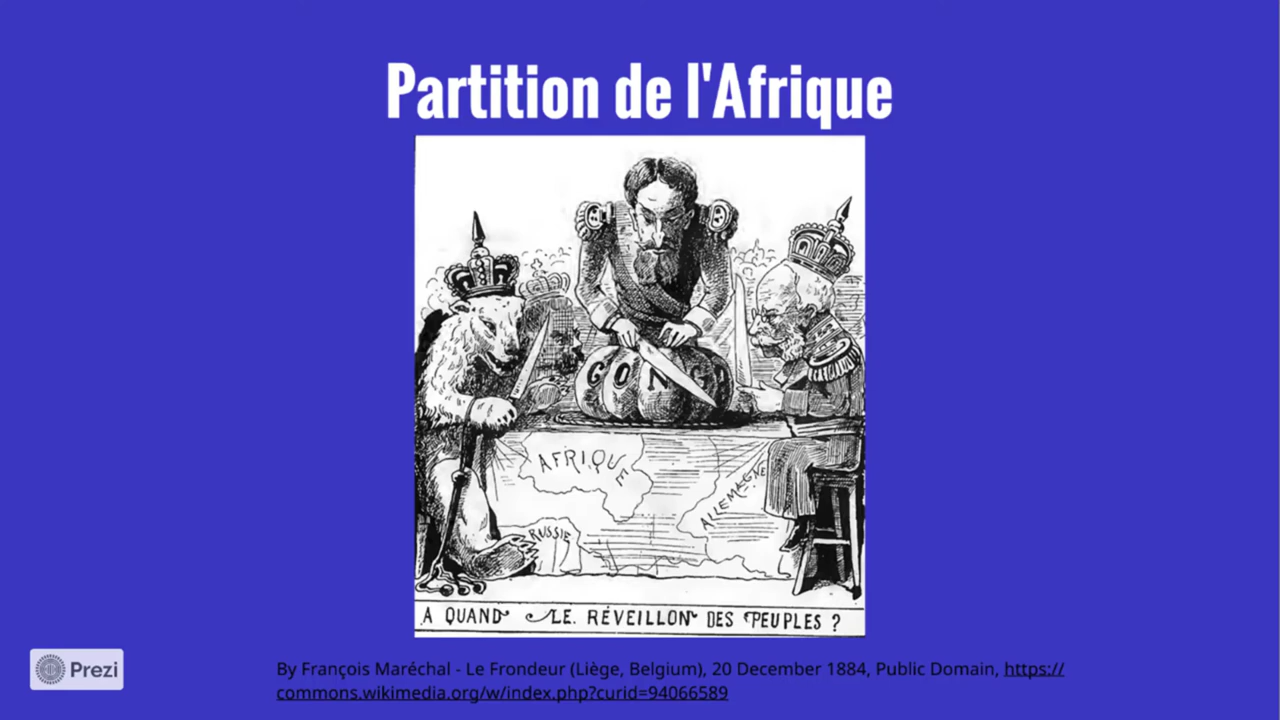 Partition de l'Afrique
CONGO
AFRIQUE
ALLEMAGNE
RUSSIE
A QUAND LE. RÉVEILLON DES PEUPLES ?
Prezi
By François Maréchal - Le Frondeur (Liège, Belgium), 20 December 1884, Public Domain, https://
commons.wikimedia.org/w/index.php?curid=94066589